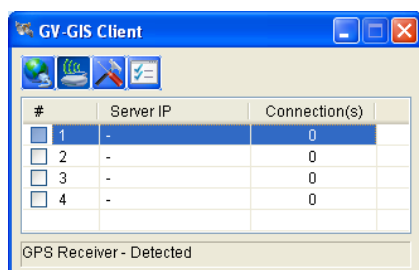 GV-GIS Client
# Server IP Connection(s)
1 - 0
2 - 0
3 - 0
4 - 0
GPS Receiver - Detected